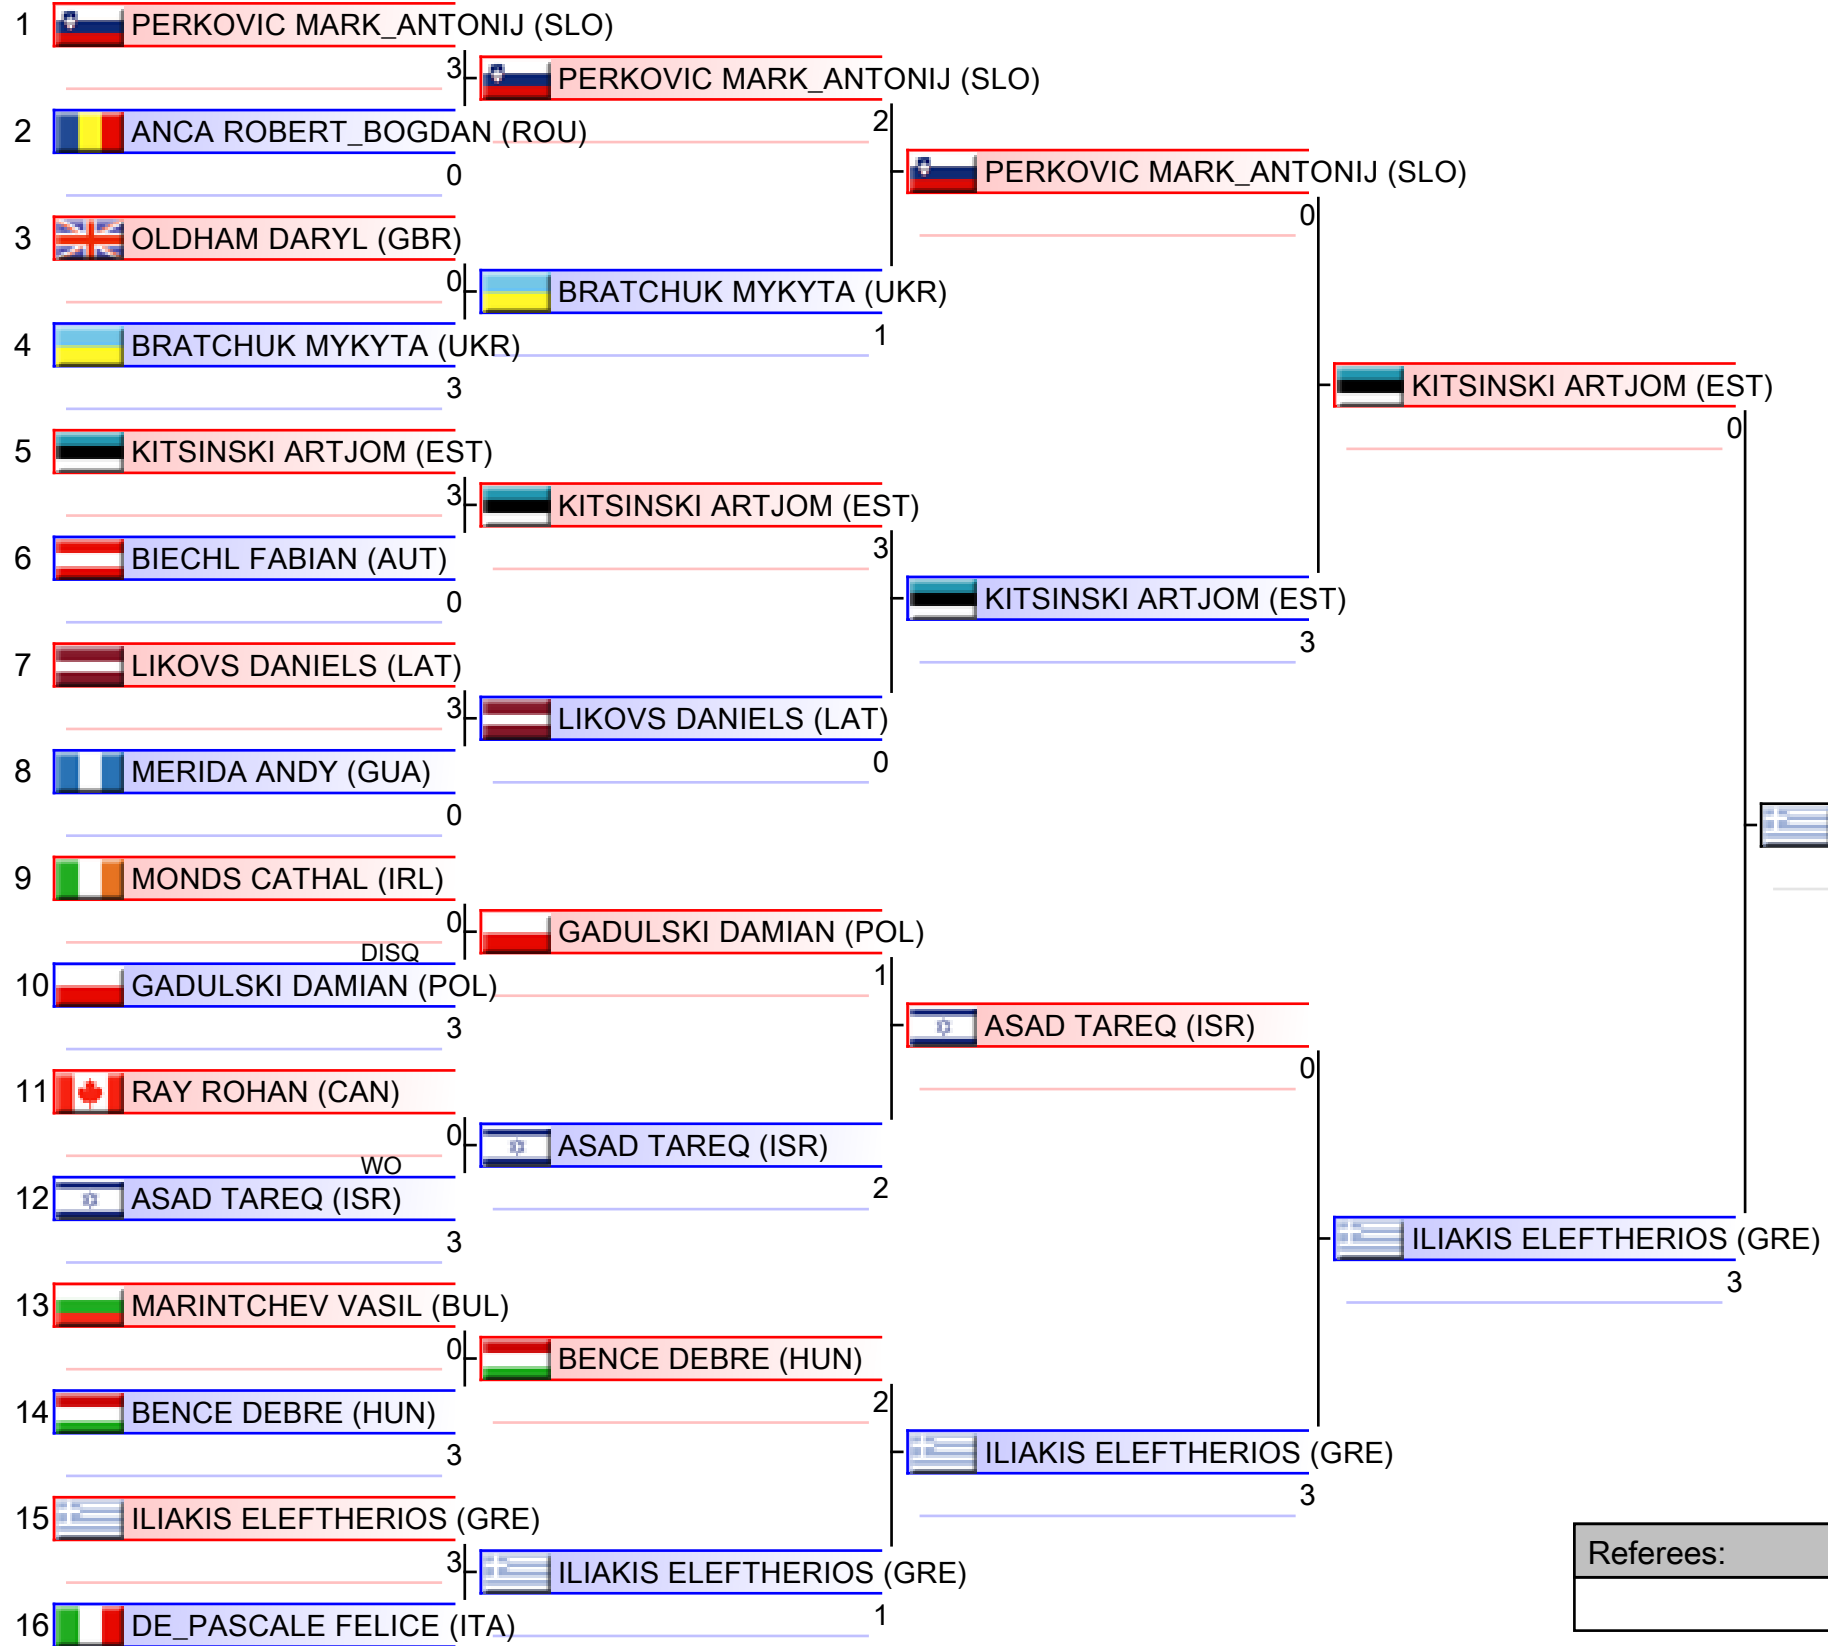 1 PERKOVIC MARK_ANTONIJ (SLO)
3 PERKOVIC MARK_ANTONIJ (SLO)
2 ANCA ROBERT_BOGDAN (ROU) 2
PERKOVIC MARK_ANTONIJ (SLO)
0
0
3 OLDHAM DARYL (GBR)
0 BRATCHUK MYKYTA (UKR)
1
4 BRATCHUK MYKYTA (UKR)
3 KITSINSKI ARTJOM (EST)
0
5 KITSINSKI ARTJOM (EST)
3 KITSINSKI ARTJOM (EST)
3
6 BIECHL FABIAN (AUT)
0 KITSINSKI ARTJOM (EST)
3
7 LIKOVS DANIELS (LAT)
3 LIKOVS DANIELS (LAT)
0
8 MERIDA ANDY (GUA)
0
9 MONDS CATHAL (IRL)
0 GADULSKI DAMIAN (POL)
DISQ
1
10 GADULSKI DAMIAN (POL)
3 ASAD TAREQ (ISR)
0
11 RAY ROHAN (CAN)
0 ASAD TAREQ (ISR)
WO
2
12 ASAD TAREQ (ISR)
3 ILIAKIS ELEFTHERIOS (GRE)
3
13 MARINTCHEV VASIL (BUL)
0 BENCE DEBRE (HUN)
2
14 BENCE DEBRE (HUN)
3 ILIAKIS ELEFTHERIOS (GRE)
3
15 ILIAKIS ELEFTHERIOS (GRE)
3 ILIAKIS ELEFTHERIOS (GRE)
1
Referees:
16 DE_PASCALE FELICE (ITA)